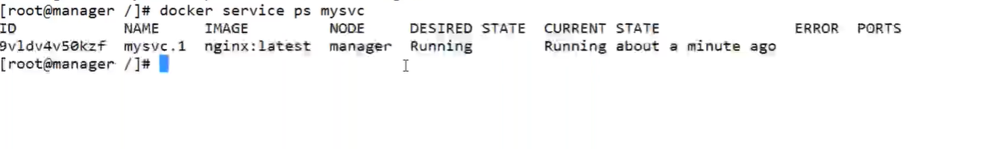 [root@manager /]# docker service ps mysvc
ID NAME IMAGE NODE DESIRED STATE CURRENT STATE ERROR PORTS
9vldv4v50kzf mysvc.1 nginx:latest manager Running Running about a minute ago
[root@manager /]#